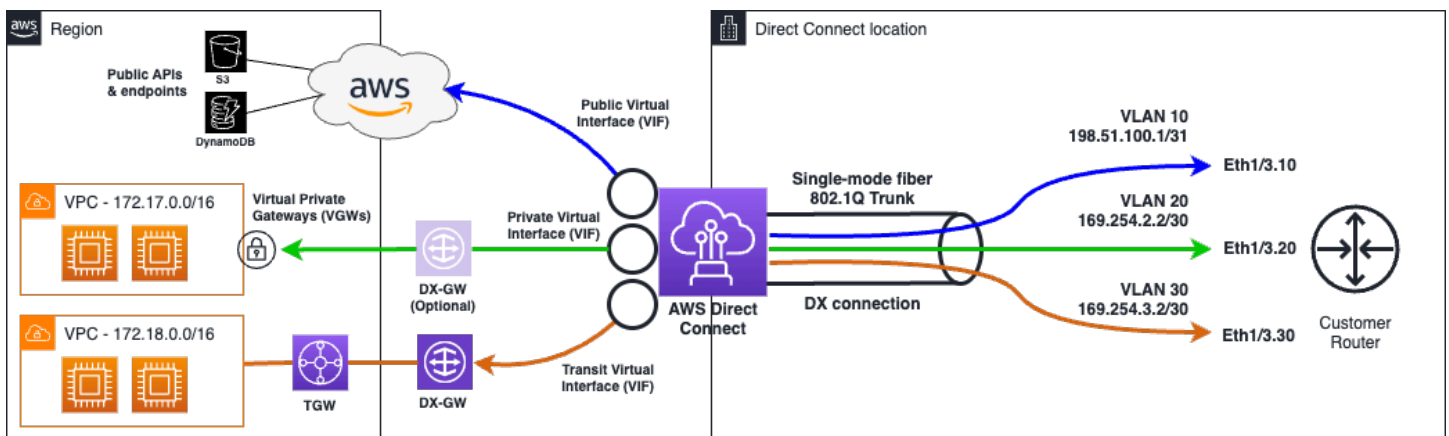 aws
Region
Direct Connect location
Public APIs
& endpoints
S3
DynamoDB
aws
Public Virtual
Interface (VIF)
VLAN 10
198.51.100.1/31
Eth1/3.10
VPC - 172.17.0.0/16
Virtual Private
Gateways (VGWs)
Private Virtual
Interface (VIF)
Single-mode fiber
802.1Q Trunk
VLAN 20
169.254.2.2/30
Eth1/3.20
DX-GW
(Optional)
AWS Direct
Connect
DX connection
VLAN 30
169.254.3.2/30
Eth1/3.30
Customer
Router
VPC - 172.18.0.0/16
TGW
DX-GW
Transit Virtual
Interface (VIF)